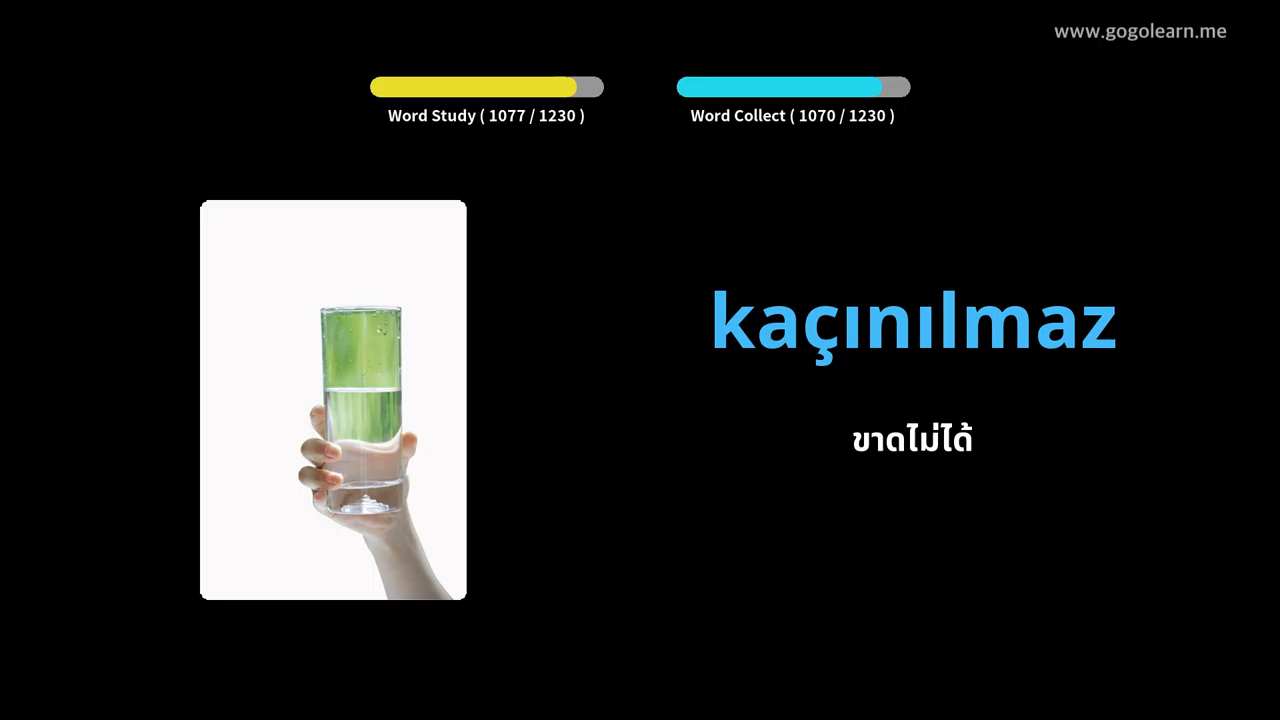 www.gogolearn.me
Word Study ( 1077 / 1230 )
Word Collect ( 1070 / 1230 )
kaçınılmaz
ขาดไม่ได้